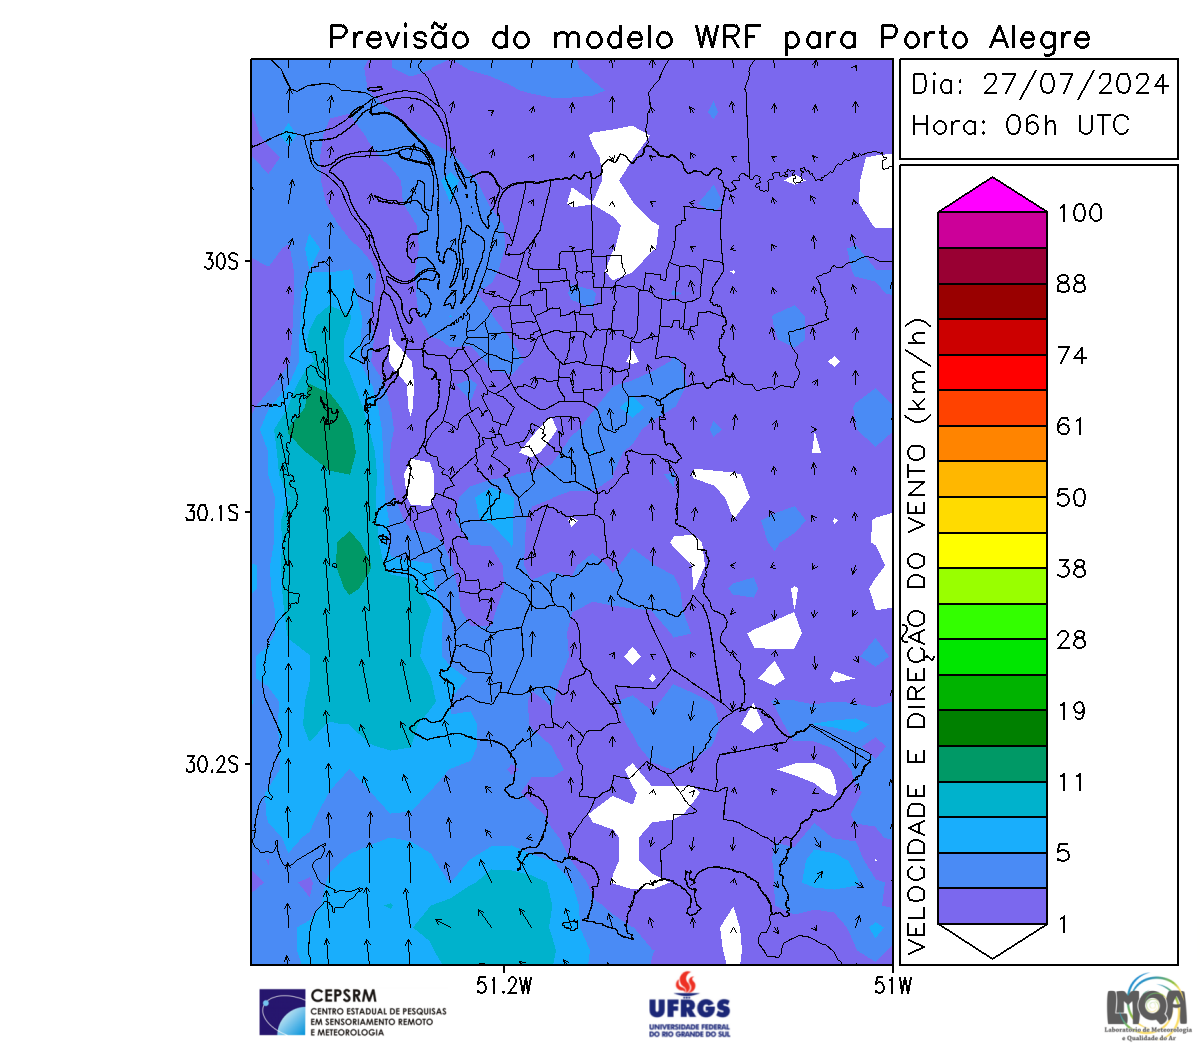 Previsão do modelo WRF para Porto Alegre
Dia: 27/07/2024
Hora: 06h UTC
30S
30.1S
30.2S
51.2W
51W
VELOCIDADE E DIREÇÃO DO VENTO (km/h)
100
88
74
61
50
38
28
19
11
5
1
CEPSRM
CENTRO ESTADUAL DE PESQUISAS
EM SENSORIAMENTO REMOTO
E METEOROLOGIA
UFRGS
UNIVERSIDADE FEDERAL
DO RIO GRANDE DO SUL
LMQA
Laboratório de Meteorologia
e Qualidade do Ar